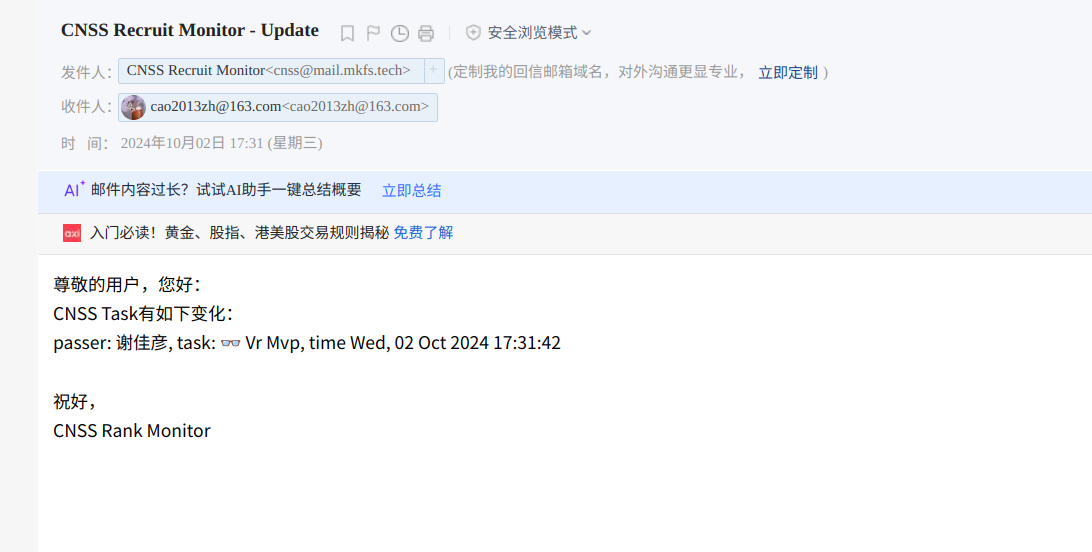 CNSS Recruit Monitor - Update
安全浏览模式
发件人： CNSS Recruit Monitor<cnss@mail.mkfs.tech> + (定制我的回信邮箱域名，对外沟通更显专业， 立即定制 )
收件人： cao2013zh@163.com<cao2013zh@163.com>
时 间： 2024年10月02日 17:31 (星期三)
AI 邮件内容过长？试试AI助手一键总结概要 立即总结
axi 入门必读！黄金、股指、港美股交易规则揭秘 免费了解
尊敬的用户，您好：
CNSS Task有如下变化：
passer: 谢佳彦, task: 👓 Vr Mvp, time Wed, 02 Oct 2024 17:31:42
祝好，
CNSS Rank Monitor